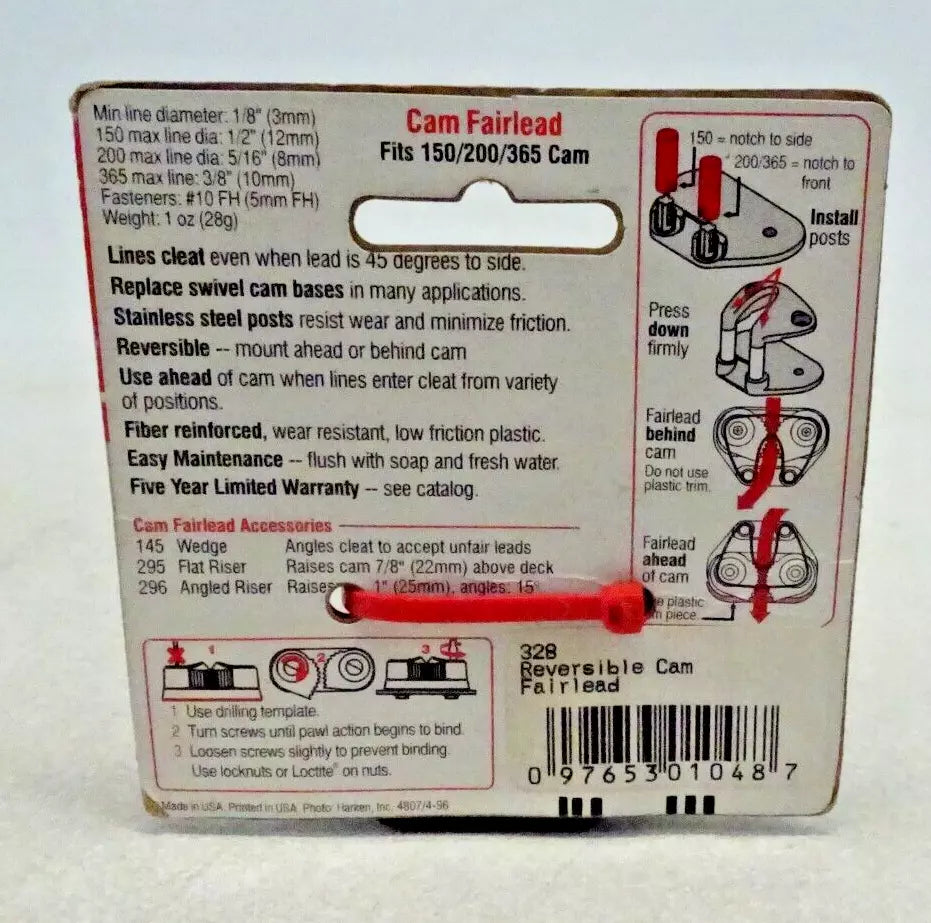 Min line diameter: 1/8" (3mm)
150 max line dia: 1/2" (12mm)
200 max line dia: 5/16" (8mm)
365 max line: 3/8" (10mm)
Fasteners: #10 FH (5mm FH)
Weight: 1 oz (28g)
Cam Fairlead
Fits 150/200/365 Cam
Lines cleat even when lead is 45 degrees to side.
Replace swivel cam bases in many applications.
Stainless steel posts resist wear and minimize friction.
Reversible -- mount ahead or behind cam
Use ahead of cam when lines enter cleat from variety
of positions.
Fiber reinforced, wear resistant, low friction plastic.
Easy Maintenance -- flush with soap and fresh water.
Five Year Limited Warranty -- see catalog.
Cam Fairlead Accessories
145 Wedge Angles cleat to accept unfair leads
295 Flat Riser Raises cam 7/8" (22mm) above deck
296 Angled Riser Raises 1" (25mm), angles: 15°
150 = notch to side
200/365 = notch to
front
Install
posts
Press
down
firmly
Fairlead
behind
cam
Do not use
plastic trim.
Fairlead
ahead
of cam
plastic
piece
1 2 3
1 Use drilling template.
2 Turn screws until pawl action begins to bind.
3 Loosen screws slightly to prevent binding.
Use locknuts or Loctite® on nuts.
328
Reversible Cam
Fairlead
0 97653 01048 7
Made in USA. Printed in USA. Photo: Harken, Inc. 4807/4-96